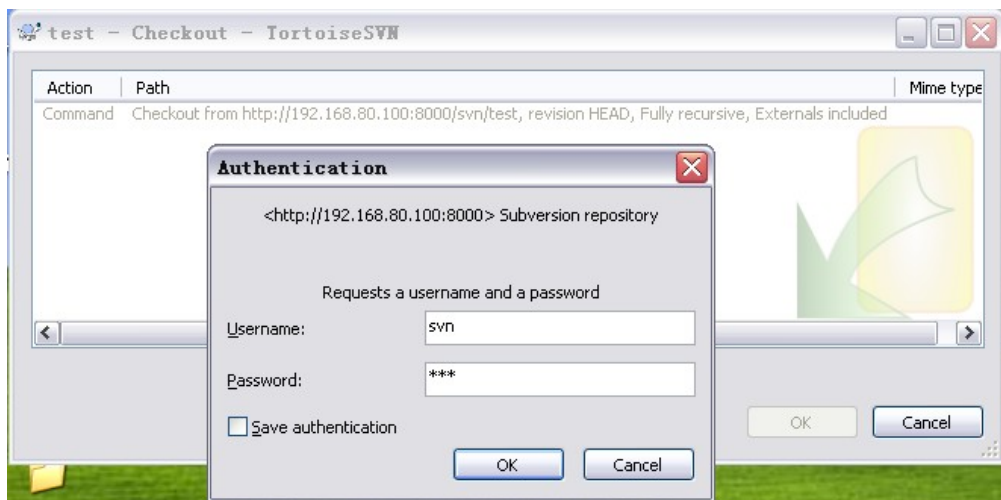 test - Checkout - TortoiseSVN
Action Path Mime type
Command Checkout from http://192.168.80.100:8000/svn/test, revision HEAD, Fully recursive, Externals included
Authentication
<http://192.168.80.100:8000> Subversion repository
Requests a username and a password
Username: svn
Password: ***
Save authentication
OK Cancel
OK Cancel